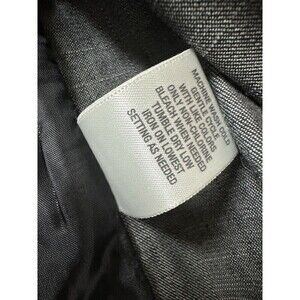 MACHINE WASH COLD
GENTLE CYCLE
WITH LIKE COLORS
ONLY NON-CHLORINE
BLEACH WHEN NEEDED
TUMBLE DRY LOW
IRON ON LOWEST
SETTING AS NEEDED